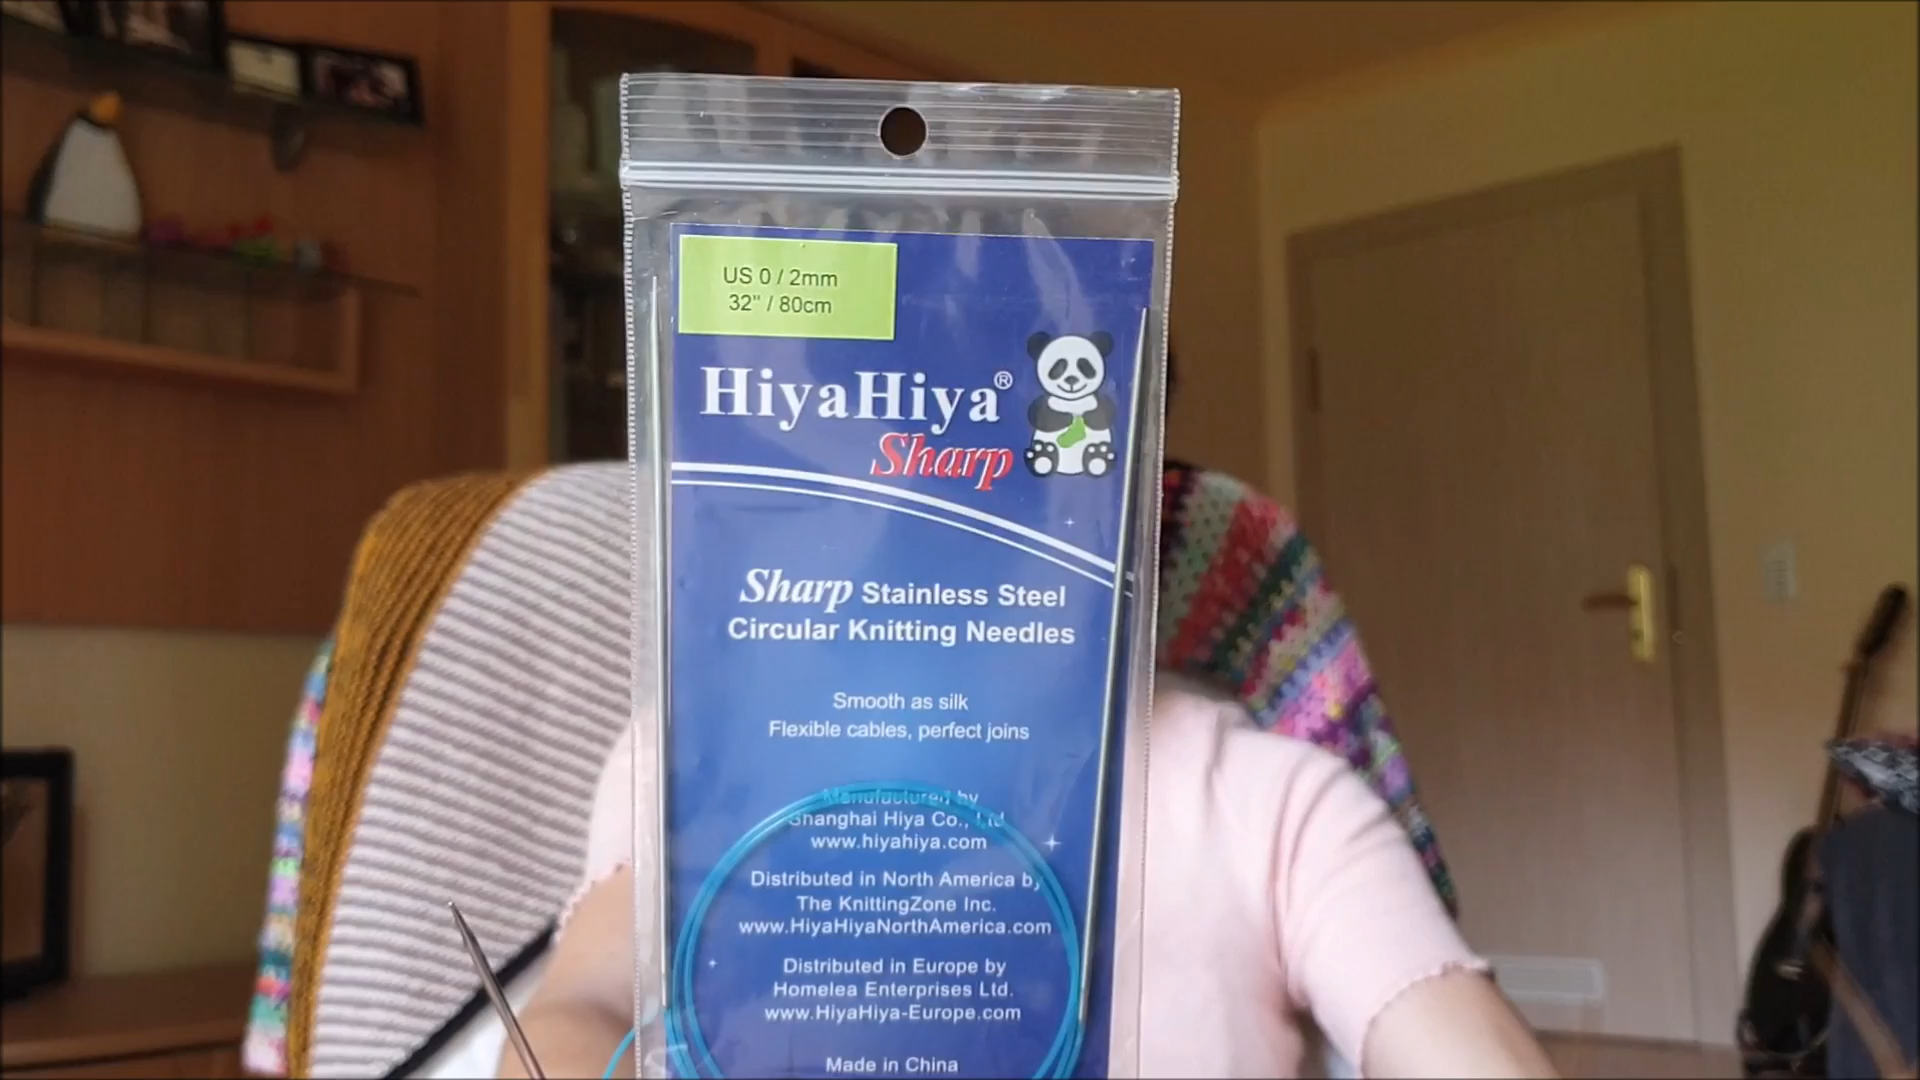 US 0 / 2mm
32" / 80cm
HiyaHiya®
Sharp
Sharp Stainless Steel
Circular Knitting Needles
Smooth as silk
Flexible cables, perfect joins
Manufactured by
Shanghai Hiya Co., Ltd
www.hiyahiya.com
Distributed in North America by
The KnittingZone Inc.
www.HiyaHiyaNorthAmerica.com
Distributed in Europe by
Homelea Enterprises Ltd.
www.HiyaHiya-Europe.com
Made in China